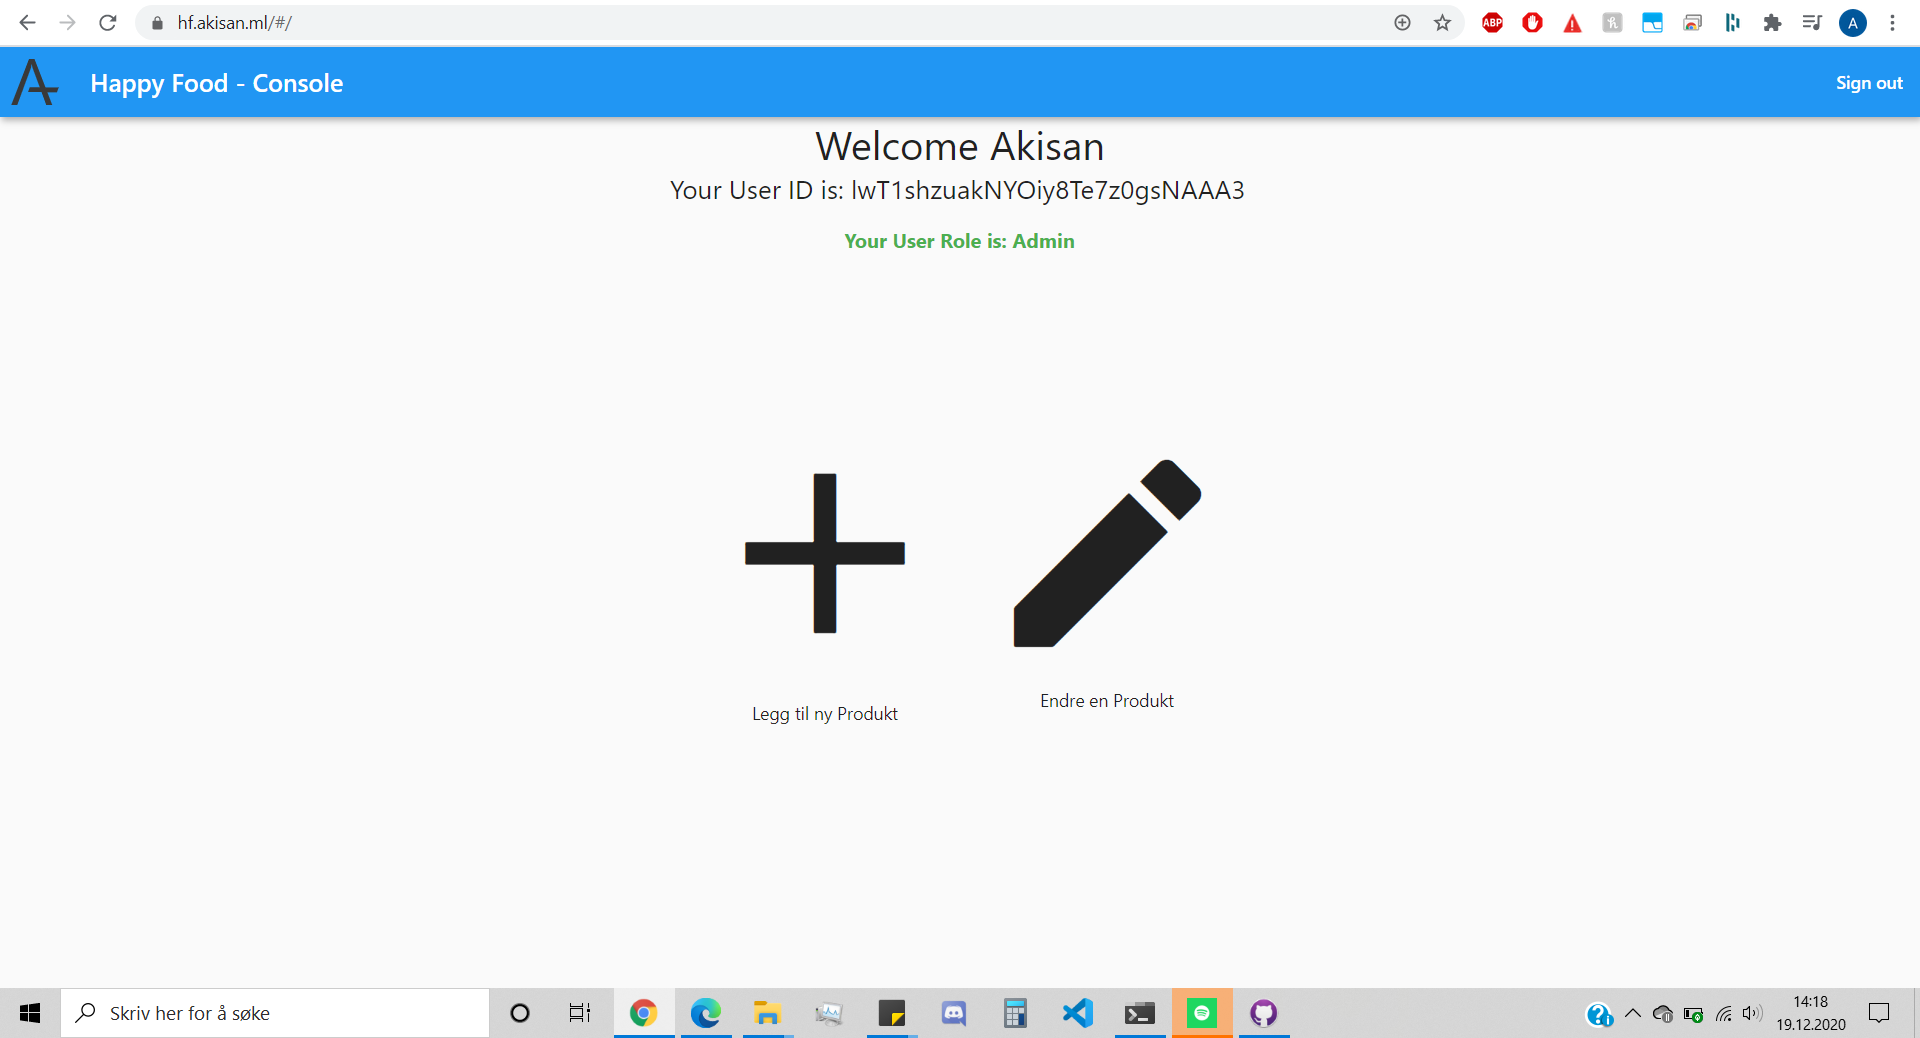 hf.akisan.ml/#/
ABP
A
Happy Food - Console
Sign out
Welcome Akisan
Your User ID is: lwT1shzuakNYOiy8Te7z0gsNAAA3
Your User Role is: Admin
Legg til ny Produkt
Endre en Produkt
Skriv her for å søke
14:18
19.12.2020